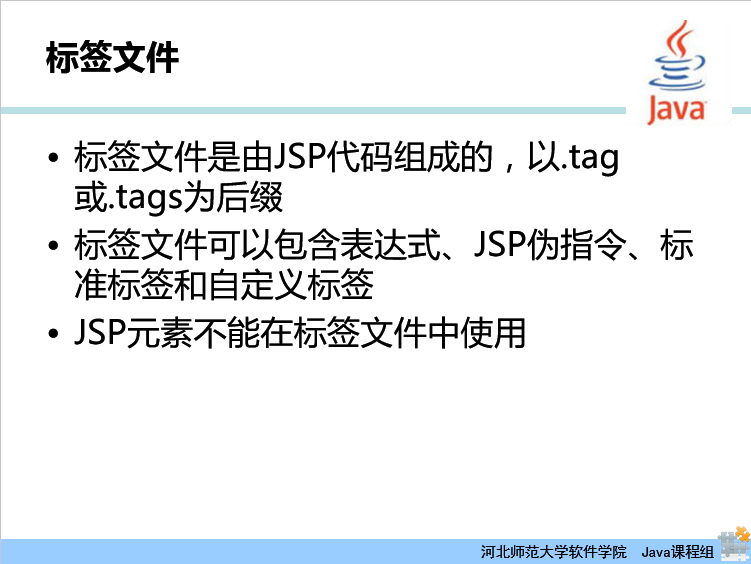 标签文件
Java
• 标签文件是由JSP代码组成的，以.tag
或.tags为后缀
• 标签文件可以包含表达式、JSP伪指令、标
准标签和自定义标签
• JSP元素不能在标签文件中使用
河北师范大学软件学院 Java课程组